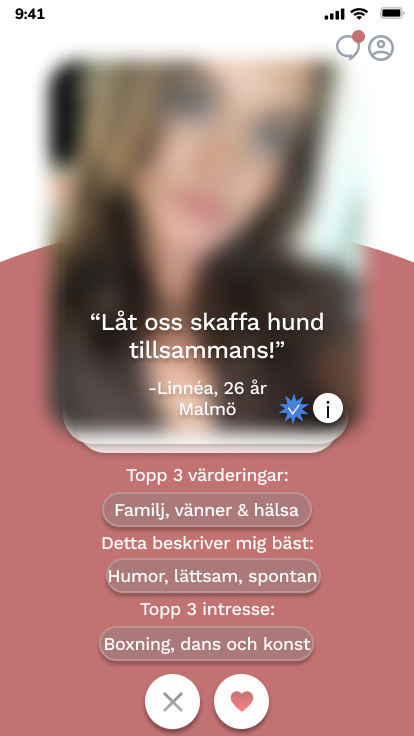 9:41
“Låt oss skaffa hund
tillsammans!”
-Linnéa, 26 år
Malmö
i
Topp 3 värderingar:
Familj, vänner & hälsa
Detta beskriver mig bäst:
Humor, lättsam, spontan
Topp 3 intresse:
Boxning, dans och konst